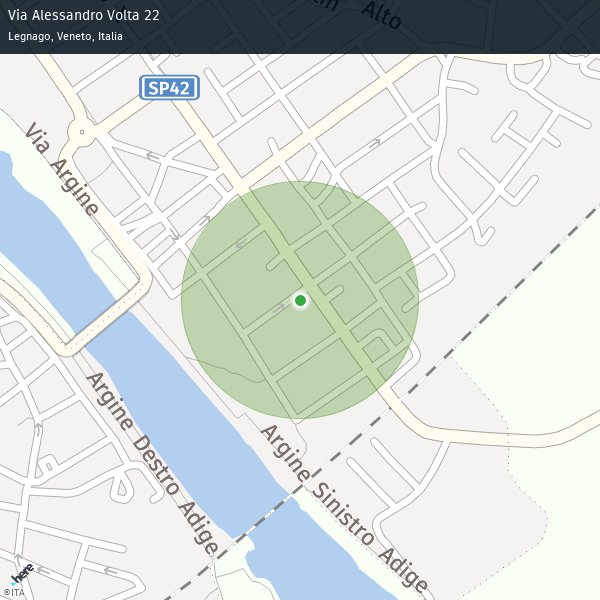 Via Alessandro Volta 22
Legnago, Veneto, Italia
Alto
SP42
Via Argine
Argine Destro Adige
Argine Sinistro Adige
here
©ITA